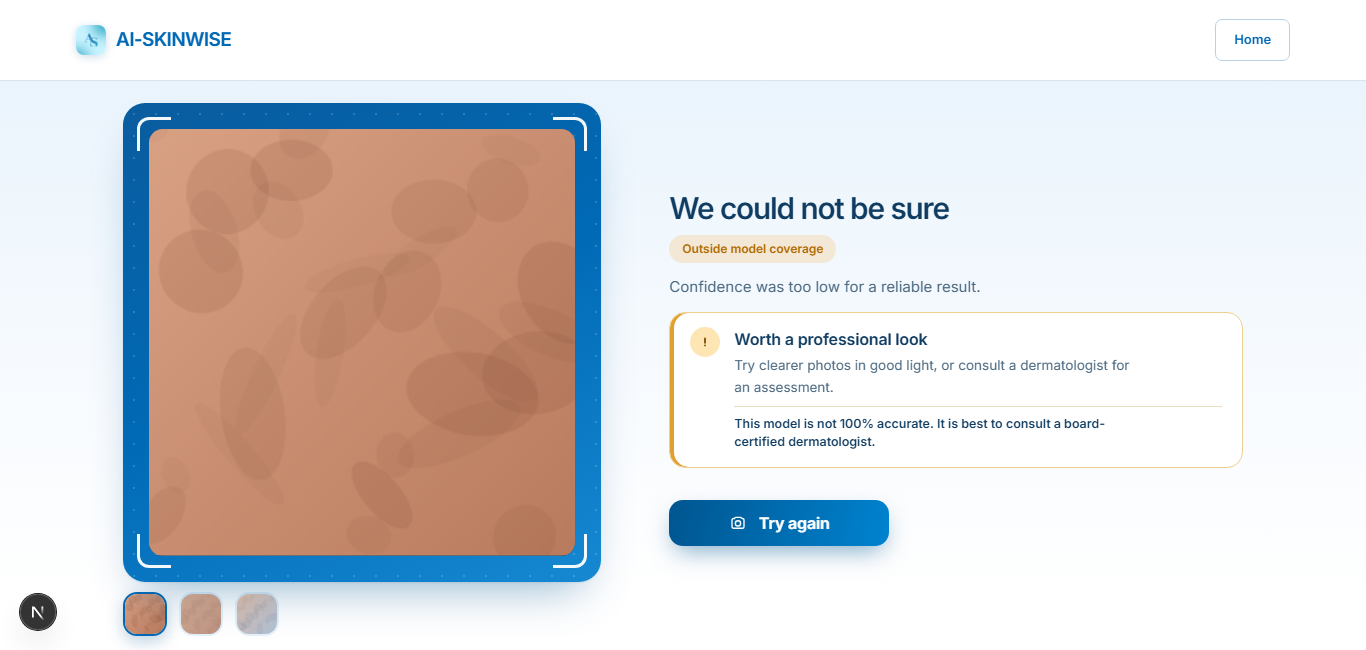 AI-SKINWISE
Home
We could not be sure
Outside model coverage
Confidence was too low for a reliable result.
!
Worth a professional look
Try clearer photos in good light, or consult a dermatologist for
an assessment.
This model is not 100% accurate. It is best to consult a board-
certified dermatologist.
Try again
N